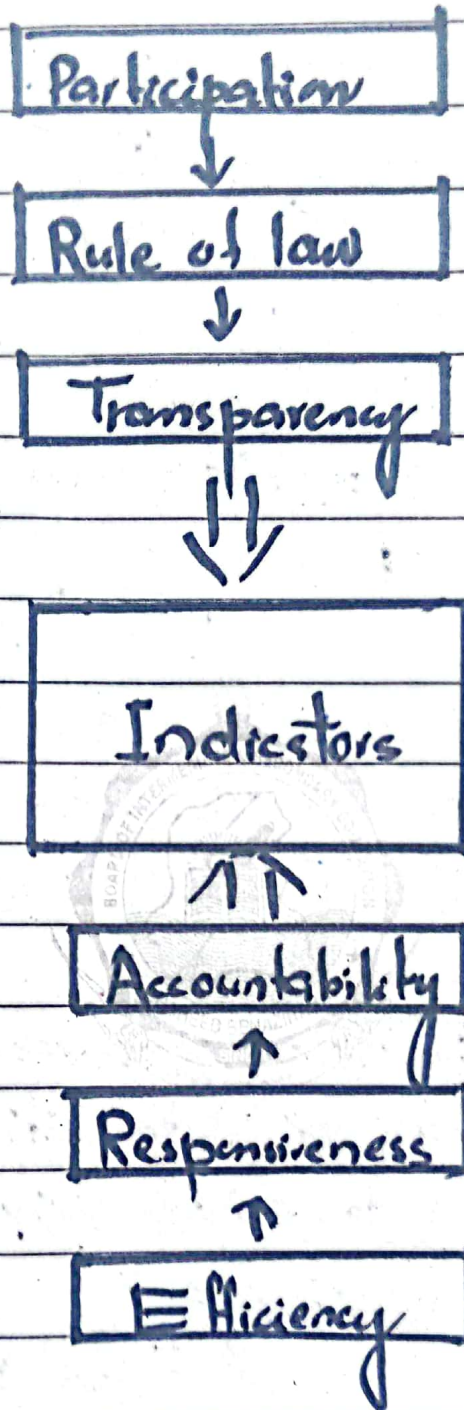 Participation
Rule of law
Transparency
Indicators
Accountability
Responsiveness
Efficiency